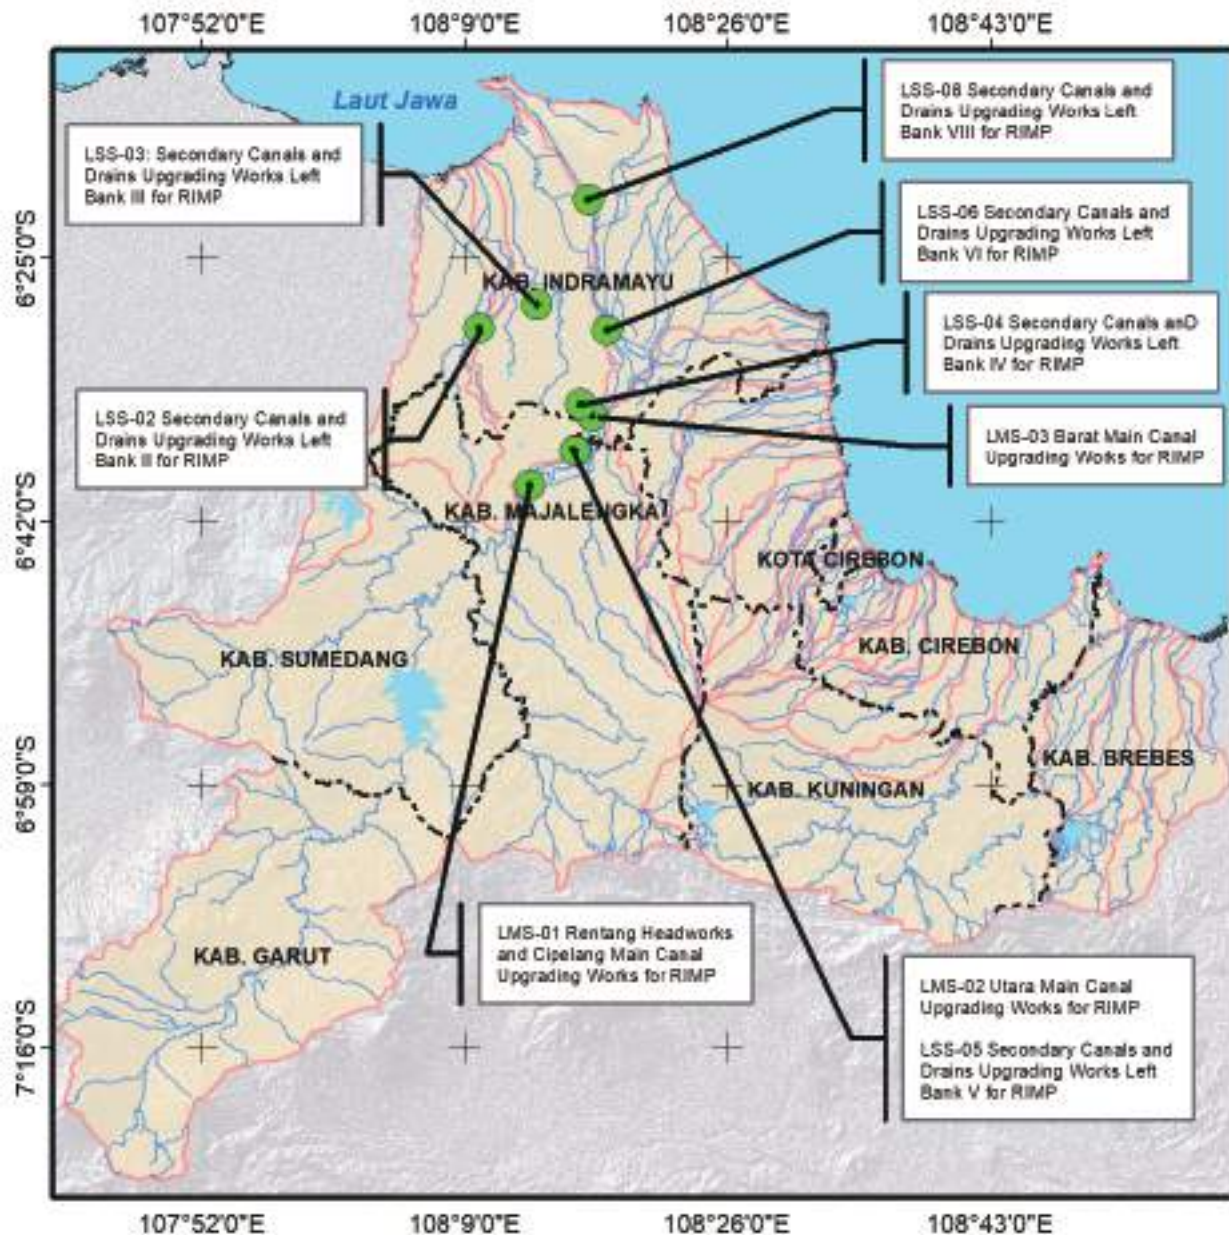 107°52'0"E
108°9'0"E
108°26'0"E
108°43'0"E
Laut Jawa
LSS-08 Secondary Canals and
Drains Upgrading Works Left
Bank VIII for RIMP
LSS-03: Secondary Canals and
Drains Upgrading Works Left
Bank III for RIMP
LSS-06 Secondary Canals and
Drains Upgrading Works Left
Bank VI for RIMP
6°25'0"S
KAB. INDRAMAYU
LSS-04 Secondary Canals anD
Drains Upgrading Works Left
Bank IV for RIMP
LSS-02 Secondary Canals and
Drains Upgrading Works Left
Bank II for RIMP
LMS-03 Barat Main Canal
Upgrading Works for RIMP
6°42'0"S
KAB. MAJALENGKA
KOTA CIREBON
KAB. SUMEDANG
KAB. CIREBON
6°59'0"S
KAB. KUNINGAN
KAB. BREBES
KAB. GARUT
LMS-01 Rentang Headworks
and Cipelang Main Canal
Upgrading Works for RIMP
LMS-02 Utara Main Canal
Upgrading Works for RIMP
LSS-05 Secondary Canals and
Drains Upgrading Works Left
Bank V for RIMP
7°16'0"S
107°52'0"E
108°9'0"E
108°26'0"E
108°43'0"E